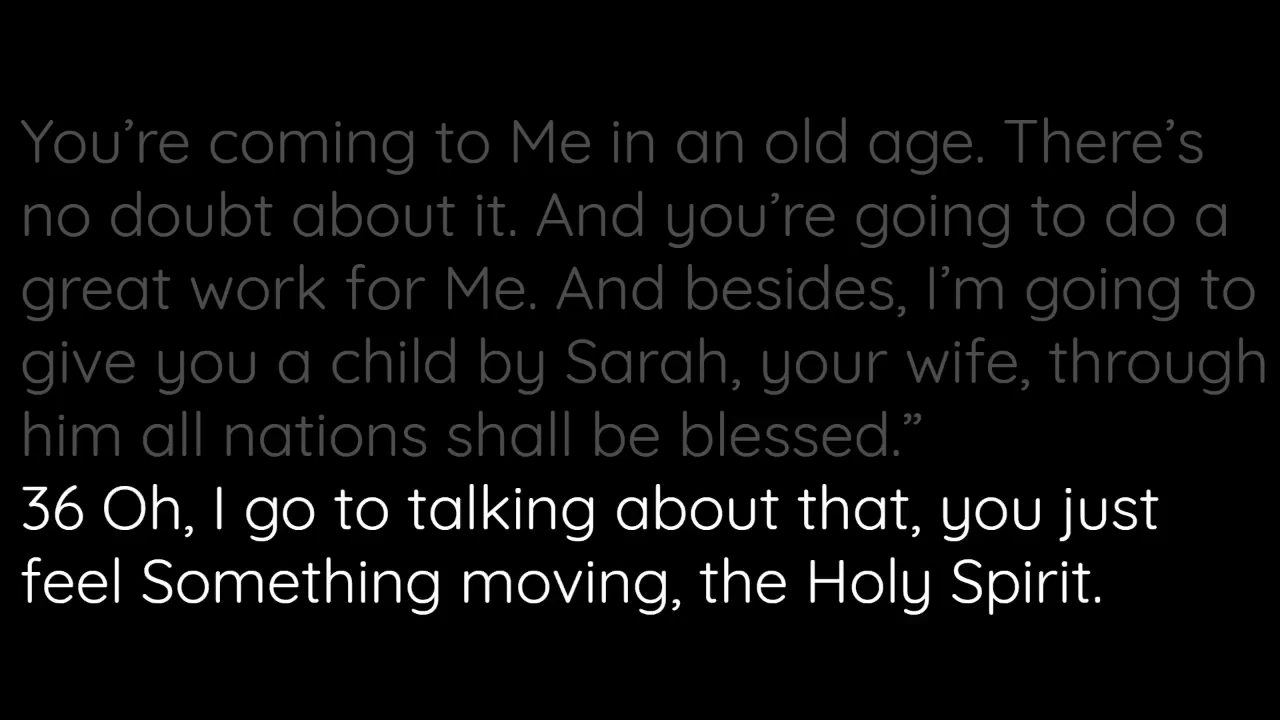 You’re coming to Me in an old age. There’s
no doubt about it. And you’re going to do a
great work for Me. And besides, I’m going to
give you a child by Sarah, your wife, through
him all nations shall be blessed.”
36 Oh, I go to talking about that, you just
feel Something moving, the Holy Spirit.